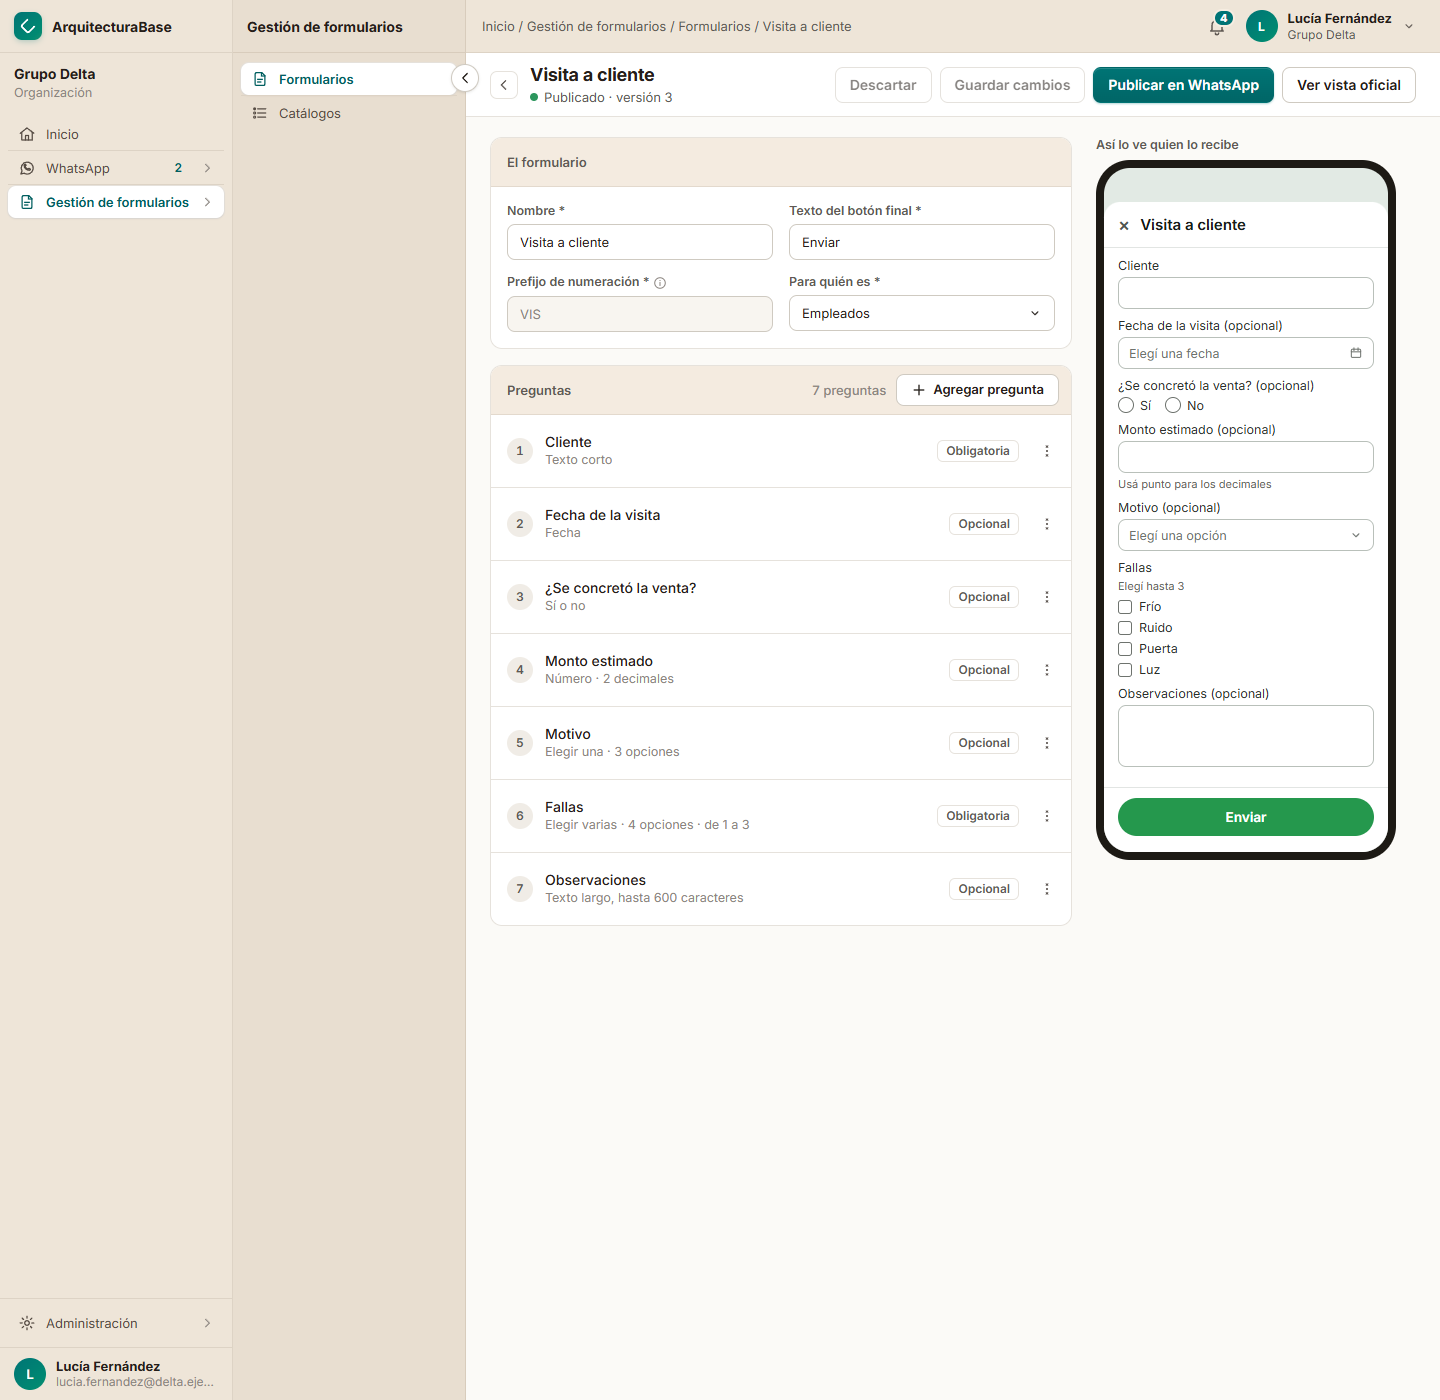 ArquitecturaBase
Grupo Delta
Organización
Inicio
WhatsApp 2
Gestión de formularios
Administración
Lucía Fernández
lucia.fernandez@delta.eje...
Gestión de formularios
Formularios
Catálogos
Inicio / Gestión de formularios / Formularios / Visita a cliente
4
L
Lucía Fernández
Grupo Delta
Visita a cliente
Publicado · versión 3
Descartar
Guardar cambios
Publicar en WhatsApp
Ver vista oficial
El formulario
Nombre *
Visita a cliente
Texto del botón final *
Enviar
Prefijo de numeración *
VIS
Para quién es *
Empleados
Preguntas
7 preguntas
Agregar pregunta
1
Cliente
Texto corto
Obligatoria
2
Fecha de la visita
Fecha
Opcional
3
¿Se concretó la venta?
Sí o no
Opcional
4
Monto estimado
Número · 2 decimales
Opcional
5
Motivo
Elegir una · 3 opciones
Opcional
6
Fallas
Elegir varias · 4 opciones · de 1 a 3
Obligatoria
7
Observaciones
Texto largo, hasta 600 caracteres
Opcional
Así lo ve quien lo recibe
Visita a cliente
Cliente
Fecha de la visita (opcional)
Elegí una fecha
¿Se concretó la venta? (opcional)
Sí No
Monto estimado (opcional)
Usá punto para los decimales
Motivo (opcional)
Elegí una opción
Fallas
Elegí hasta 3
Frío
Ruido
Puerta
Luz
Observaciones (opcional)
Enviar
L